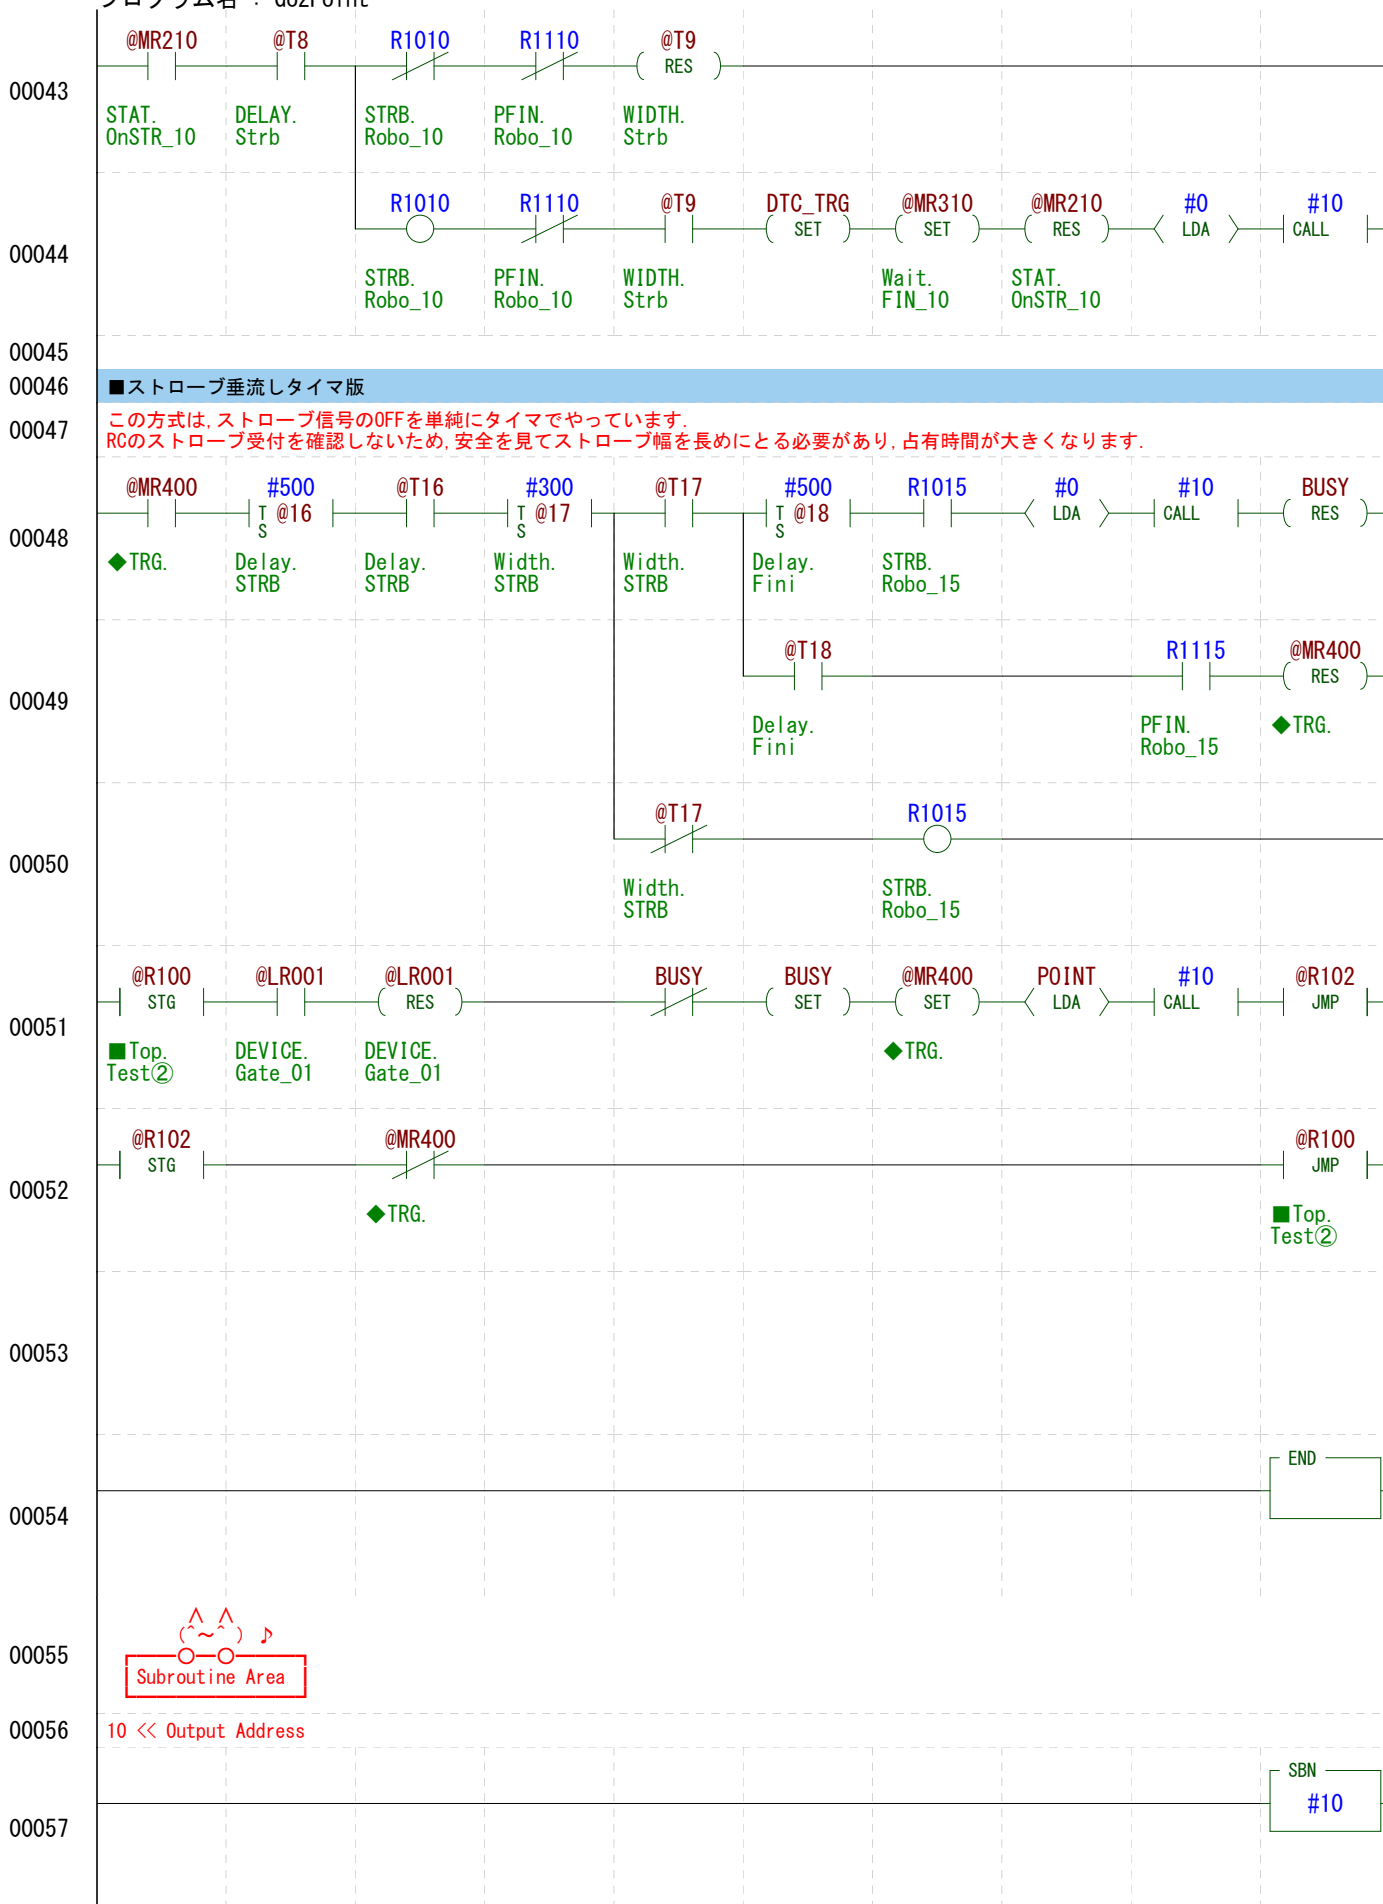 @MR210 @T8 R1010 R1110 @T9
RES
00043
STAT. DELAY. STRB. PFIN. WIDTH.
OnSTR_10 Strb Robo_10 Robo_10 Strb
R1010 R1110 @T9 DTC_TRG @MR310 @MR210 #0 #10
SET SET RES LDA CALL
00044
STRB. PFIN. WIDTH. Wait. STAT.
Robo_10 Robo_10 Strb FIN_10 OnSTR_10
00045
00046 ■ストローブ垂流しタイマ版
この方式は,ストローブ信号のOFFを単純にタイマでやっています.
00047
RCのストローブ受付を確認しないため,安全を見てストローブ幅を長めにとる必要があり,占有時間が大きくなります.
@MR400 #500 @T16 #300 @T17 #500 R1015 #0 #10 BUSY
TS @16 TS @17 TS @18 LDA CALL RES
00048
◆TRG. Delay. Delay. Width. Width. Delay. STRB.
STRB STRB STRB STRB Fini Robo_15
@T18 R1115 @MR400
RES
00049
Delay. PFIN. ◆TRG.
Fini Robo_15
@T17 R1015
00050
Width. STRB.
STRB Robo_15
@R100 @LR001 @LR001 BUSY BUSY @MR400 POINT #10 @R102
STG RES SET SET LDA CALL JMP
00051
■Top. DEVICE. DEVICE. ◆TRG.
Test② Gate_01 Gate_01
@R102 @MR400 @R100
STG JMP
00052
◆TRG. ■Top.
Test②
00053
END
00054
(^~^) ♪
00055
Subroutine Area
00056 10 << Output Address
SBN
#10
00057